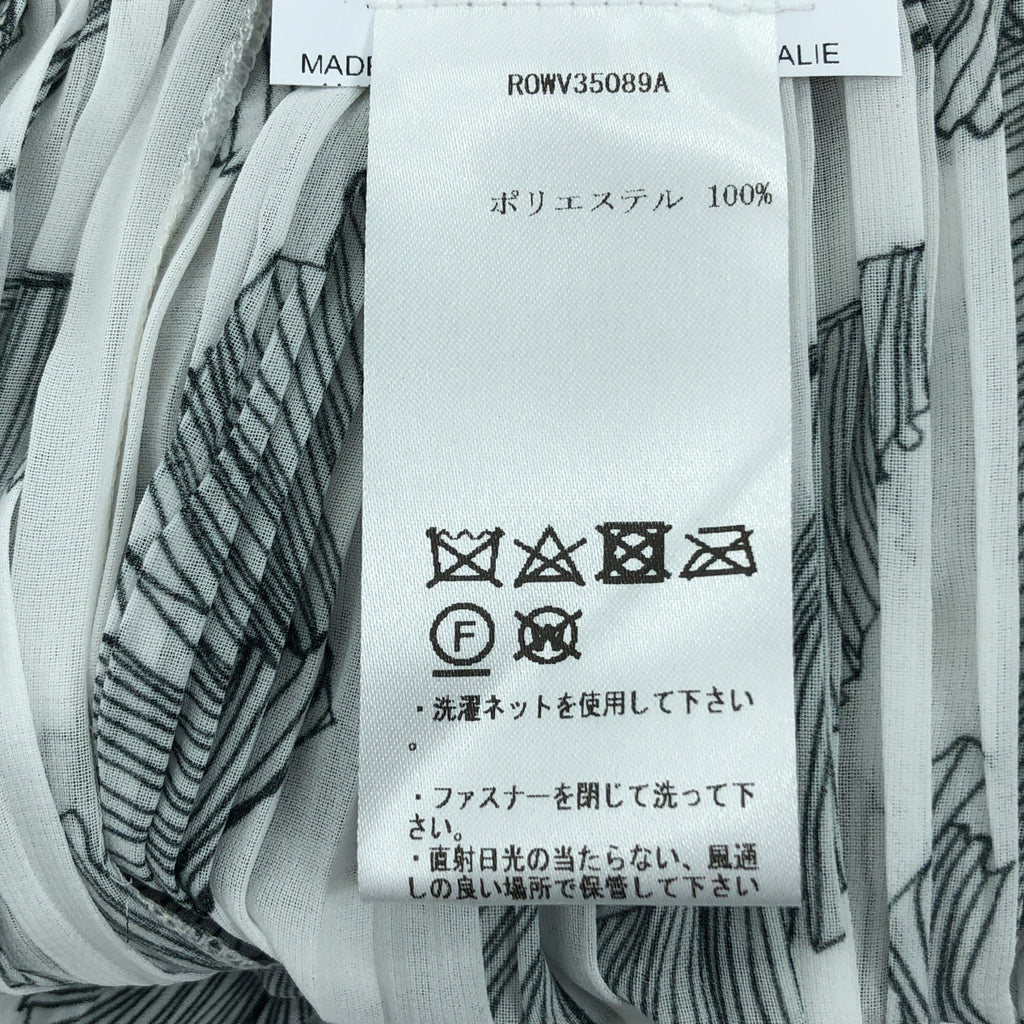 MADE
ALIE
ROWV35089A
ポリエステル 100%
F
W
・洗濯ネットを使用して下さい
。
・ファスナーを閉じて洗って下
さい。
・直射日光の当たらない、風通
しの良い場所で保管して下さい